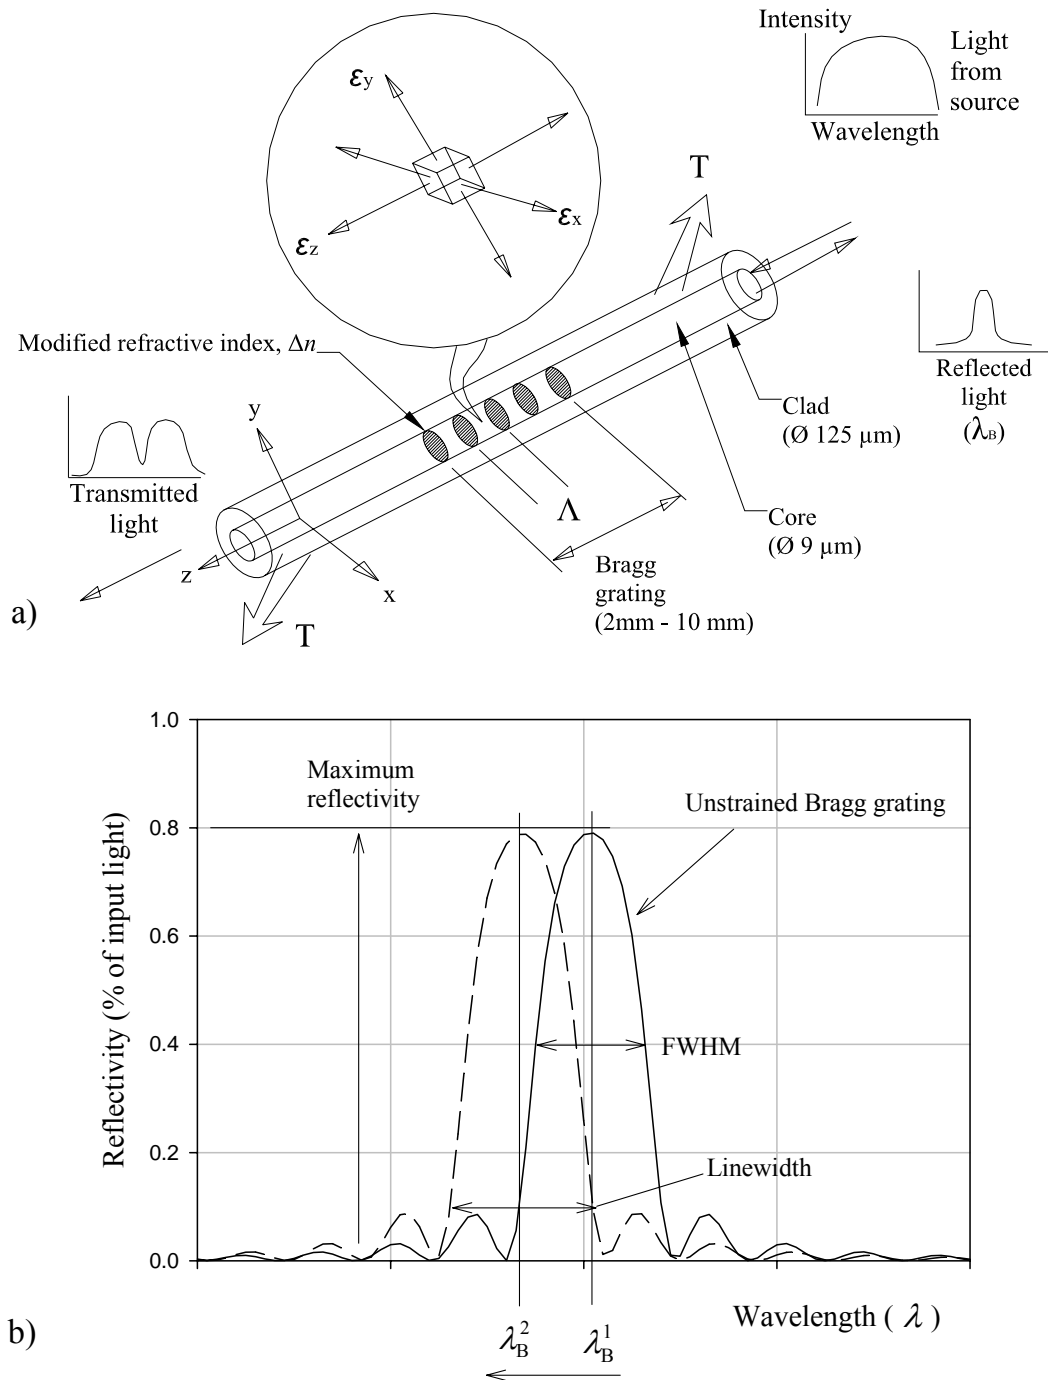 Intensity
Light
from
source
Wavelength
εy
εx
εz
T
Modified refractive index, Δn
Reflected
light
(λB)
Clad
(Ø 125 µm)
y
Transmitted
light
Λ
Core
(Ø 9 µm)
z
x
Bragg
grating
(2mm - 10 mm)
a)
T
1.0
Maximum
reflectivity
Unstrained Bragg grating
0.8
0.6
Reflectivity (% of input light)
0.4
FWHM
0.2
Linewidth
0.0
Wavelength ( λ )
b)
λB2
λB1